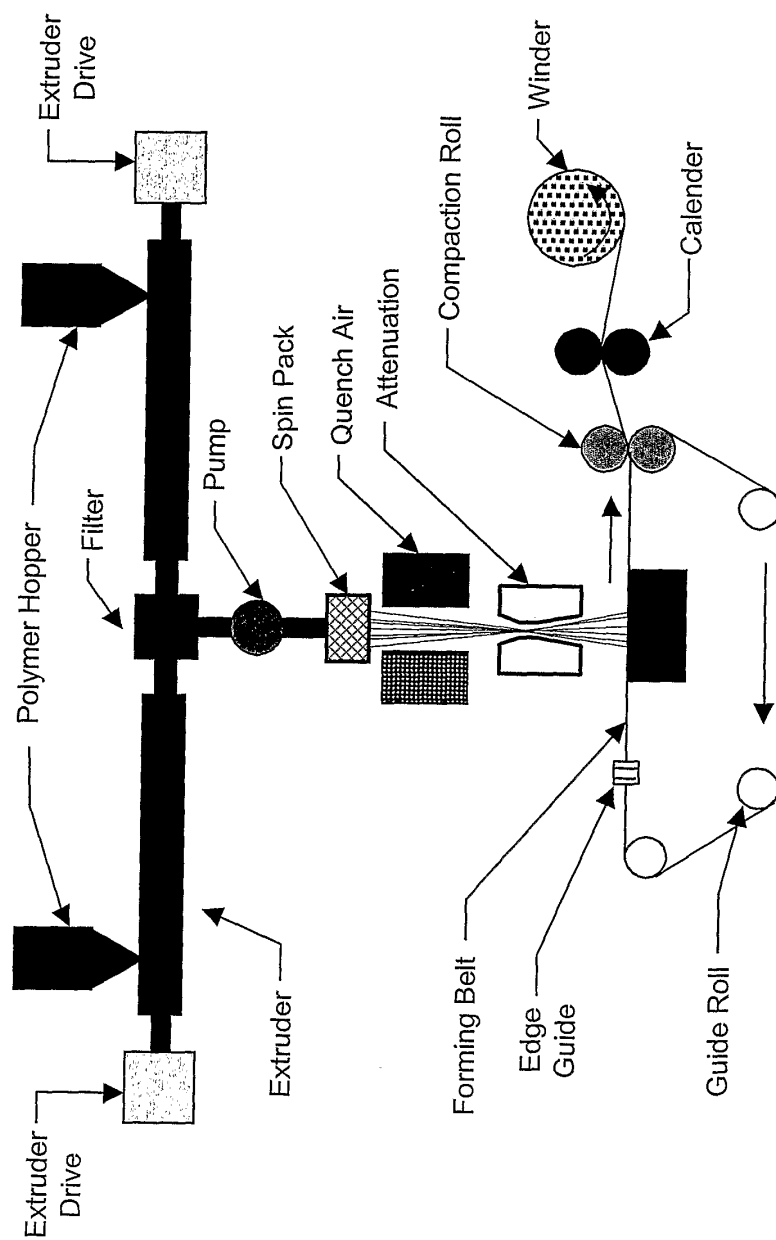 Extruder
Drive
Polymer Hopper
Filter
Extruder
Drive
Extruder
Pump
Spin Pack
Quench Air
Attenuation
Compaction Roll
Winder
Forming Belt
Edge
Guide
Guide Roll
Calender